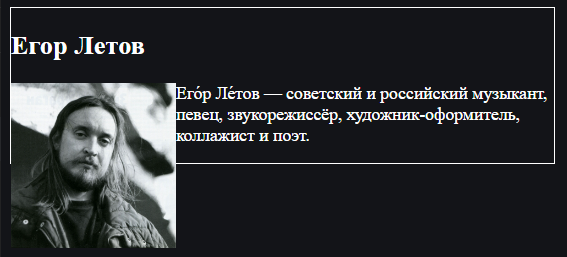 Егор Летов
Его́р Ле́тов — советский и российский музыкант,
певец, звукорежиссёр, художник-оформитель,
коллажист и поэт.